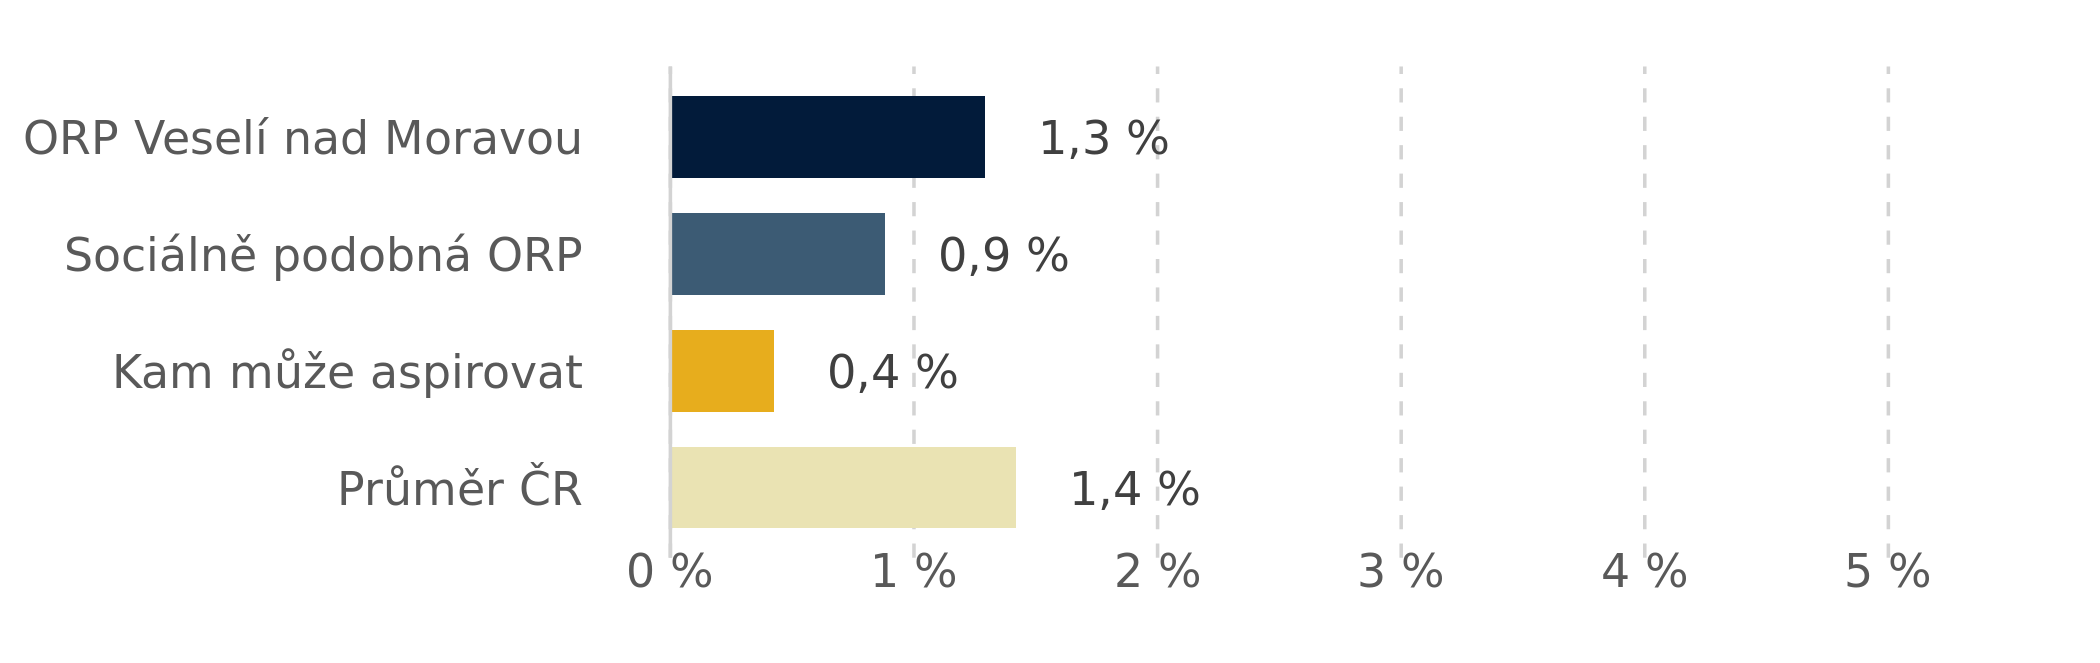 ORP Veselí nad Moravou 1,3 %
Sociálně podobná ORP 0,9 %
Kam může aspirovat 0,4 %
Průměr ČR 1,4 %
0 % 1 % 2 % 3 % 4 % 5 %